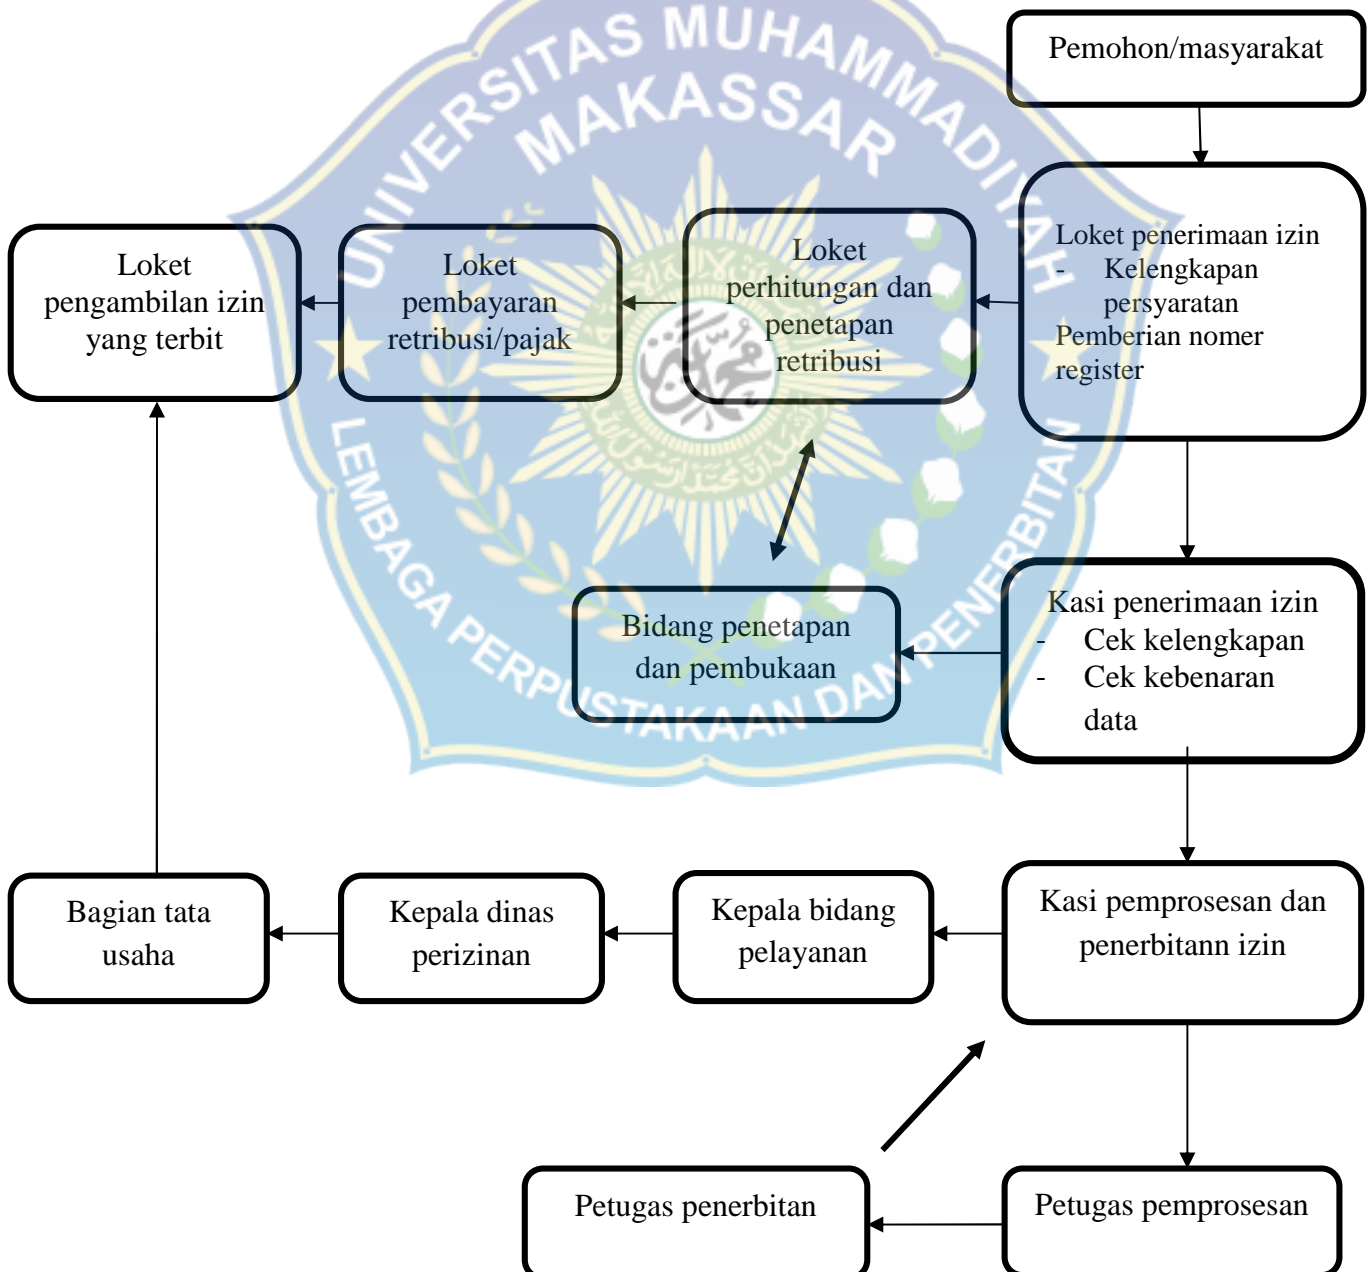 Pemohon/masyarakat
UNIVERSITAS MUHAMMADIYAH
MAKASSAR
Loket
pengambilan izin
yang terbit
Loket
pembayaran
retribusi/pajak
Loket
perhitungan dan
penetapan
retribusi
Loket penerimaan izin
- Kelengkapan
persyaratan
Pemberian nomer
register
LEMBAGA PERPUSTAKAAN DAN PENERBITAN
Bidang penetapan
dan pembukaan
Kasi penerimaan izin
- Cek kelengkapan
- Cek kebenaran
data
Bagian tata
usaha
Kepala dinas
perizinan
Kepala bidang
pelayanan
Kasi pemprosesan dan
penerbitann izin
Petugas penerbitan
Petugas pemprosesan